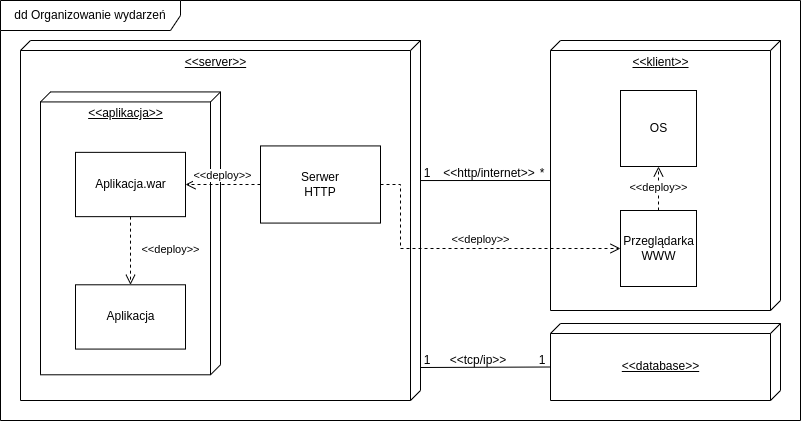 dd Organizowanie wydarzeń
<<server>>
<<klient>>
<<aplikacja>>
OS
Aplikacja.war
<<deploy>>
Serwer
HTTP
1 <<http/internet>> *
<<deploy>>
<<deploy>>
<<deploy>>
Przeglądarka
WWW
Aplikacja
1 <<tcp/ip>> 1
<<database>>